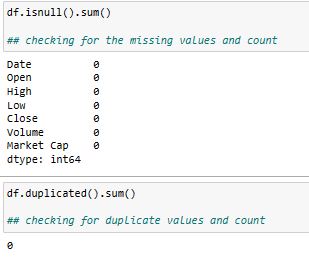 df.isnull().sum()
## checking for the missing values and count
Date 0
Open 0
High 0
Low 0
Close 0
Volume 0
Market Cap 0
dtype: int64
df.duplicated().sum()
## checking for duplicate values and count
0